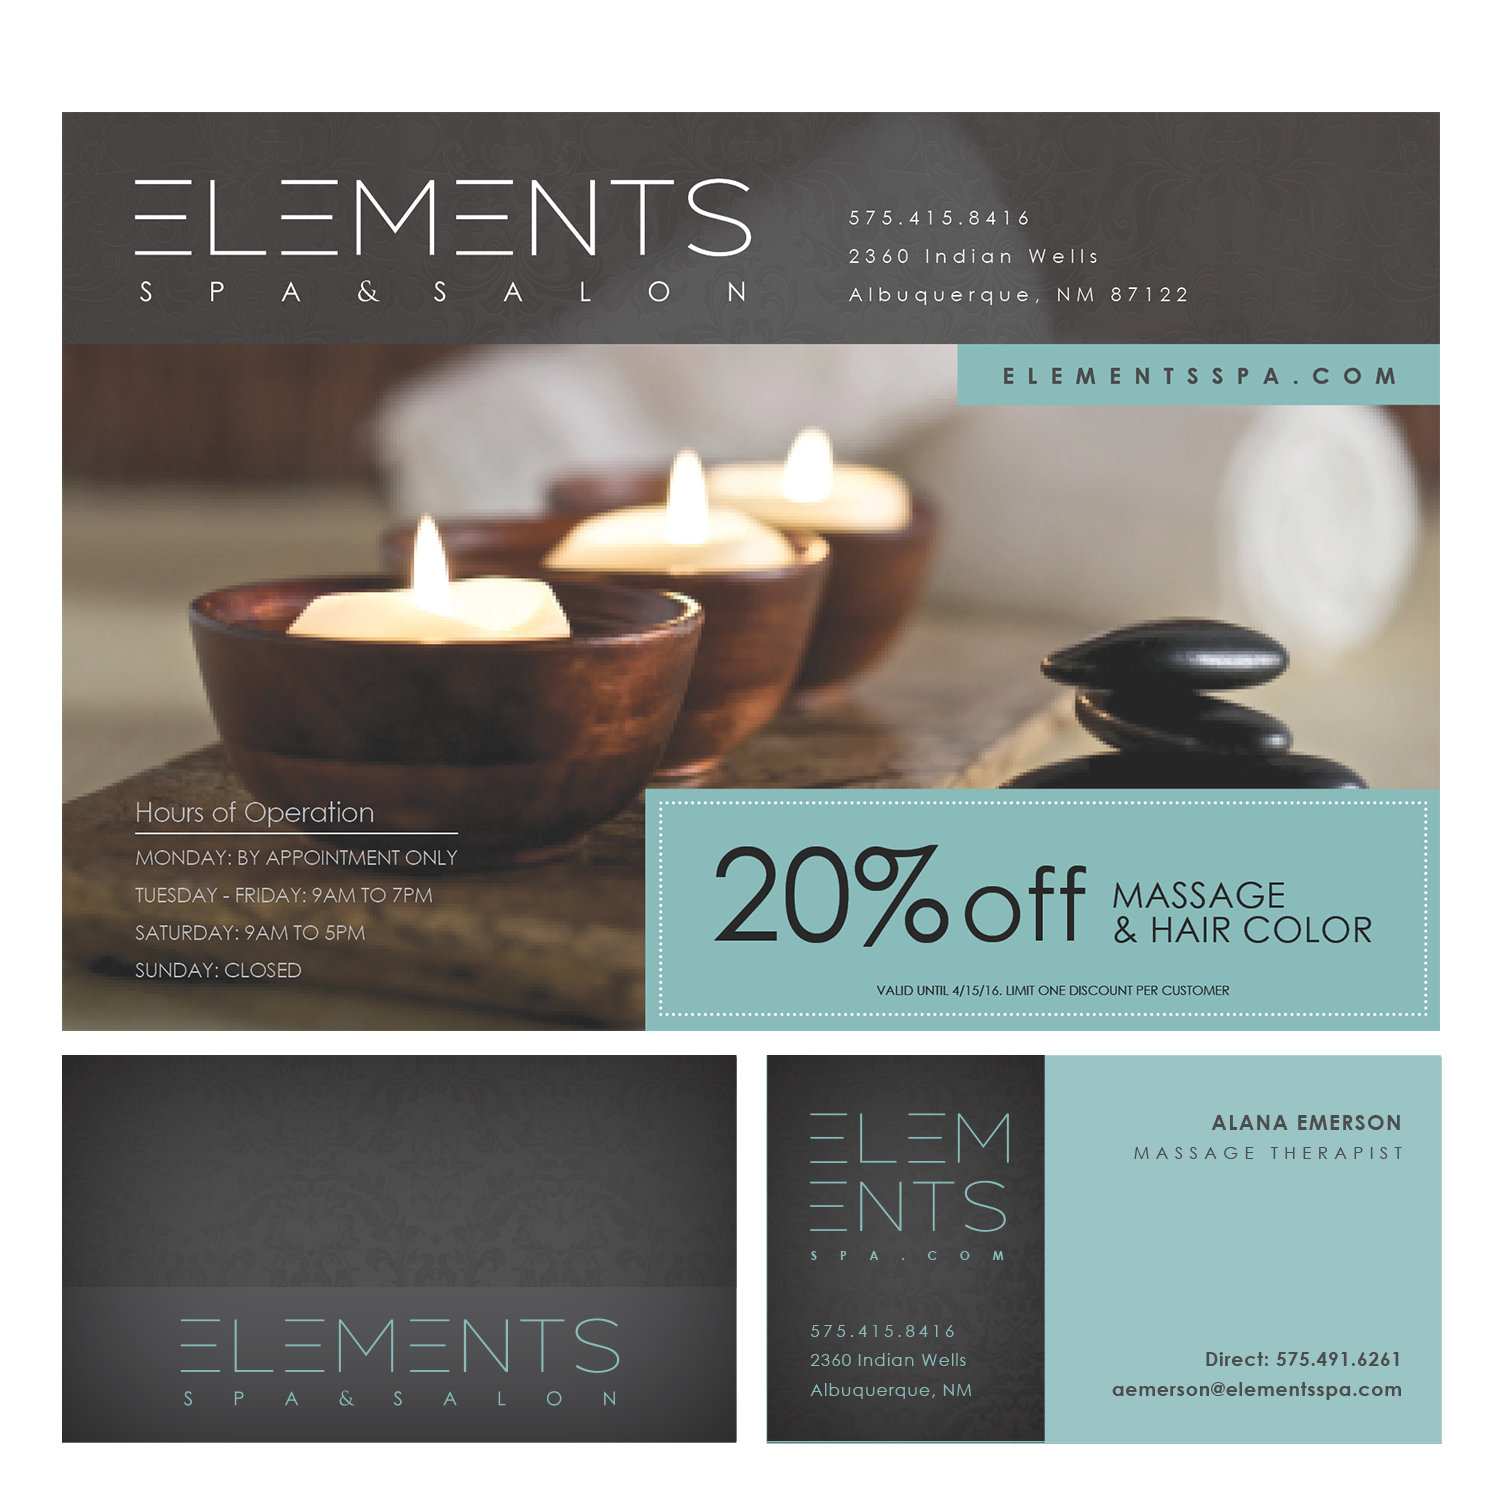 ELEMENTS
SPA&SALON
575.415.8416
2360 Indian Wells
Albuquerque, NM 87122
ELEMENTSSPA.COM
Hours of Operation
MONDAY: BY APPOINTMENT ONLY
TUESDAY - FRIDAY: 9AM TO 7PM
SATURDAY: 9AM TO 5PM
SUNDAY: CLOSED
20%off MASSAGE
& HAIR COLOR
VALID UNTIL 4/15/16. LIMIT ONE DISCOUNT PER CUSTOMER
ELEMENTS
SPA&SALON
ELEM
ENTS
SPA.COM
575.415.8416
2360 Indian Wells
Albuquerque, NM
ALANA EMERSON
MASSAGE THERAPIST
Direct: 575.491.6261
aemerson@elementsspa.com